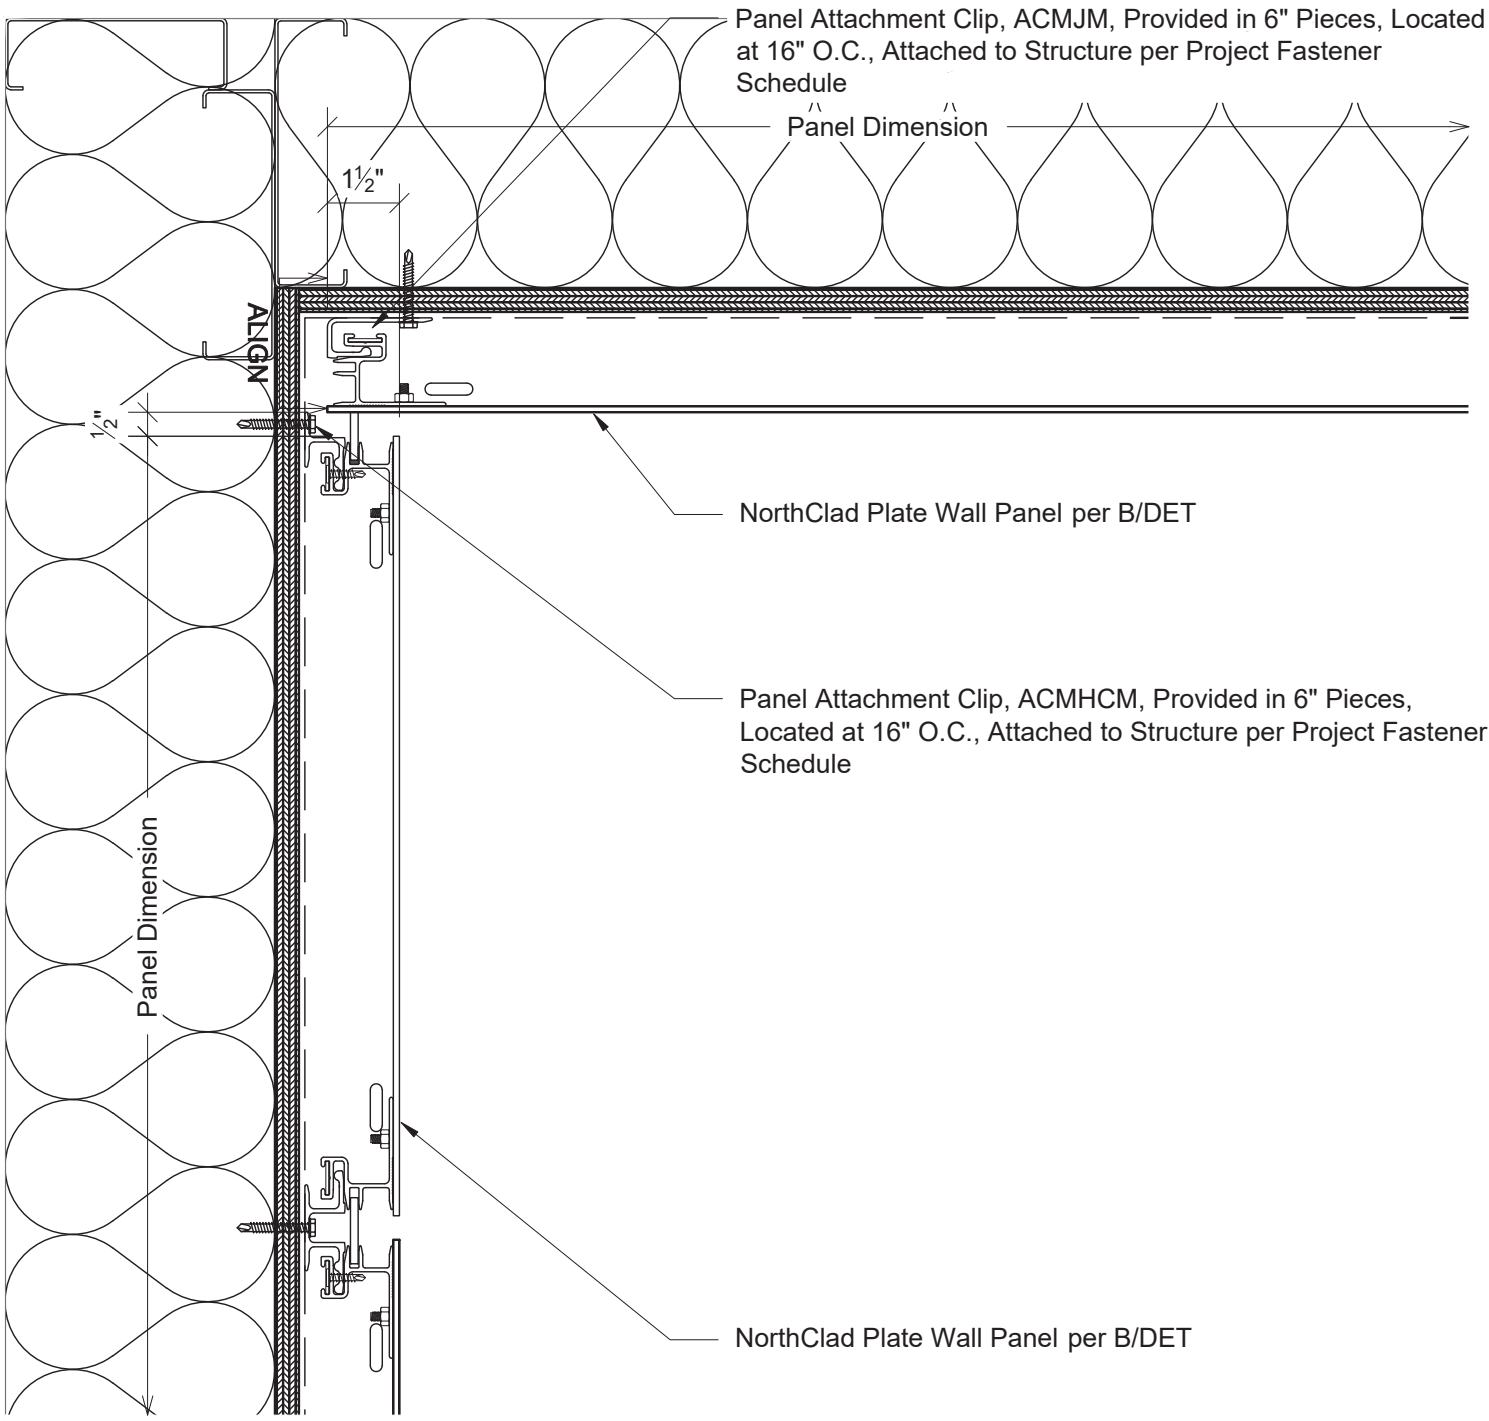 Panel Attachment Clip, ACMJM, Provided in 6" Pieces, Located
at 16" O.C., Attached to Structure per Project Fastener
Schedule
Panel Dimension
1½"
ALIGN
½"
NorthClad Plate Wall Panel per B/DET
Panel Attachment Clip, ACMHCM, Provided in 6" Pieces,
Located at 16" O.C., Attached to Structure per Project Fastener
Schedule
Panel Dimension
NorthClad Plate Wall Panel per B/DET